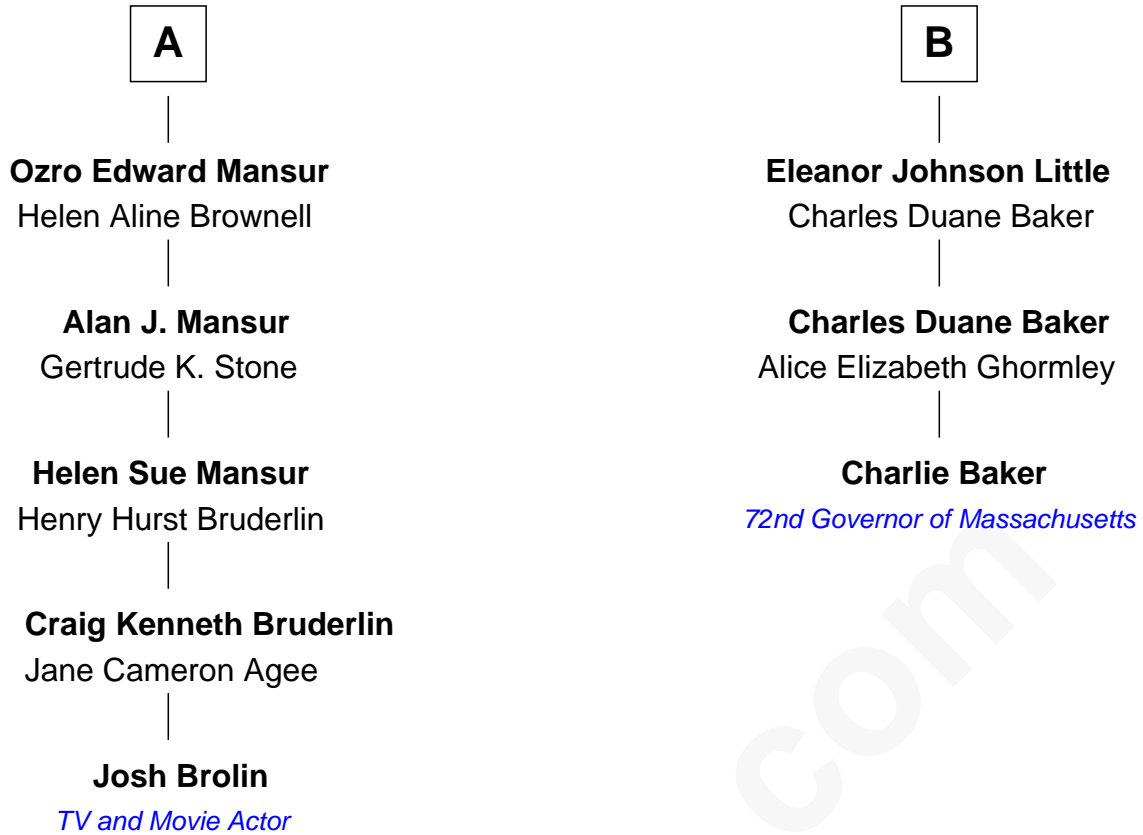 A
Ozro Edward Mansur
Helen Aline Brownell
Alan J. Mansur
Gertrude K. Stone
Helen Sue Mansur
Henry Hurst Bruderlin
Craig Kenneth Bruderlin
Jane Cameron Agee
Josh Brolin
TV and Movie Actor
B
Eleanor Johnson Little
Charles Duane Baker
Charles Duane Baker
Alice Elizabeth Ghormley
Charlie Baker
72nd Governor of Massachusetts
com